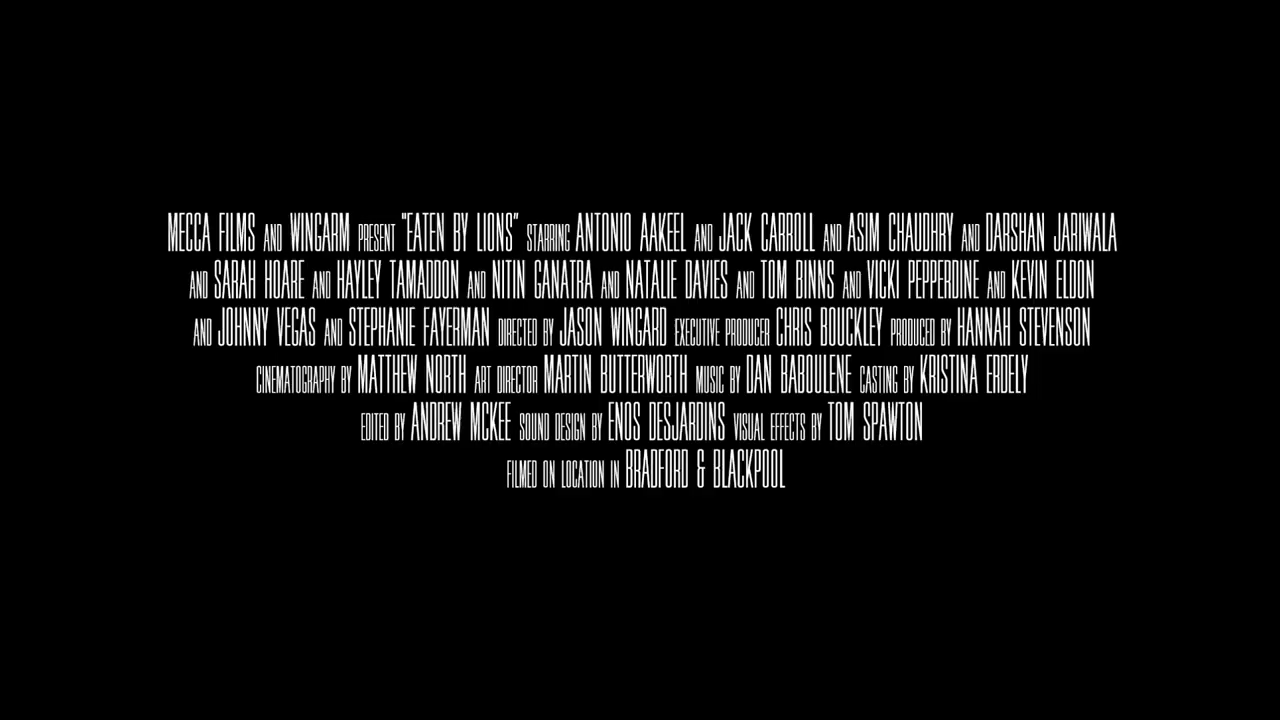 MECCA FILMS AND WINGARM PRESENT "EATEN BY LIONS" STARRING ANTONIO AAKEEL AND JACK CARROLL AND ASIM CHAUDHRY AND DARSHAN JARIWALA
AND SARAH HOARE AND HAYLEY TAMADDON AND NITIN GANATRA AND NATALIE DAVIES AND TOM BINNS AND VICKI PEPPERDINE AND KEVIN ELDON
AND JOHNNY VEGAS AND STEPHANIE FAYERMAN DIRECTED BY JASON WINGARD EXECUTIVE PRODUCER CHRIS BOUCKLEY PRODUCED BY HANNAH STEVENSON
CINEMATOGRAPHY BY MATTHEW NORTH ART DIRECTOR MARTIN BUTTERWORTH MUSIC BY DAN BABOULENE CASTING BY KRISTINA ERDELY
EDITED BY ANDREW MCKEE SOUND DESIGN BY ENOS DESJARDINS VISUAL EFFECTS BY TOM SPAWTON
FILMED ON LOCATION IN BRADFORD & BLACKPOOL